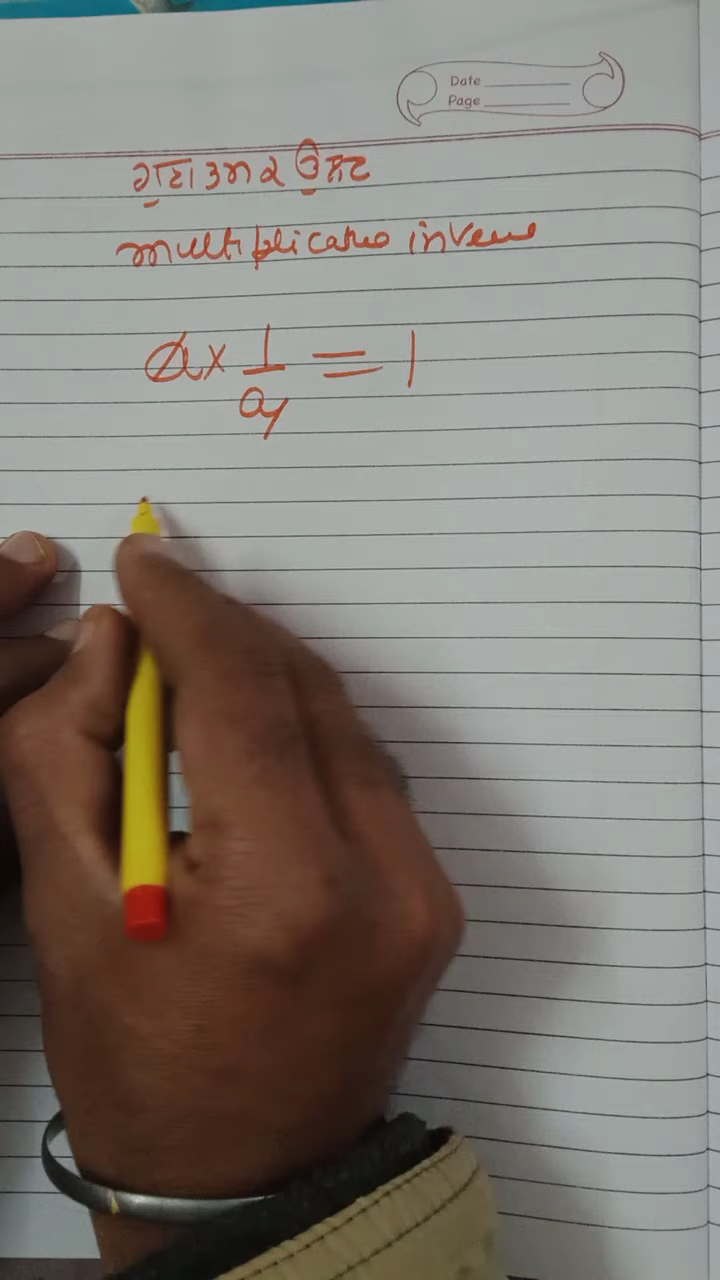 Date
Page
multiplicative inverse
a × 1/a = 1